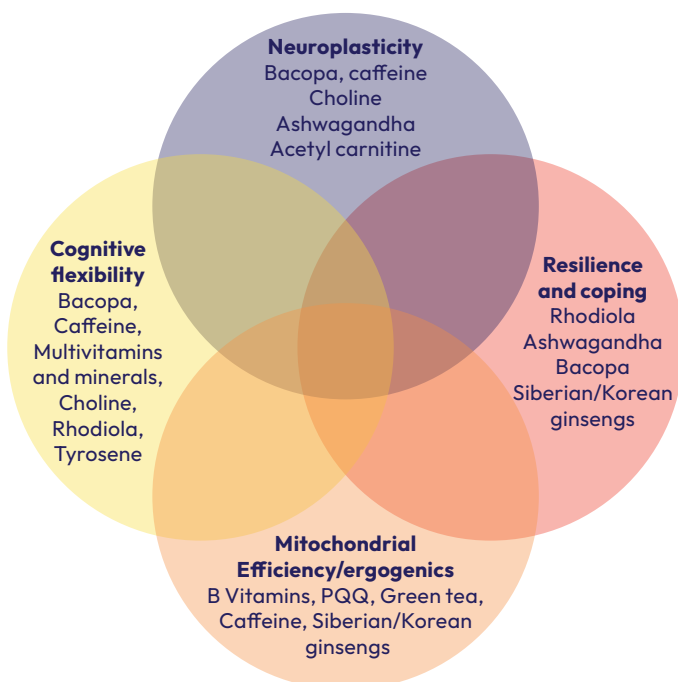 Neuroplasticity
Bacopa, caffeine
Choline
Ashwagandha
Acetyl carnitine
Cognitive
flexibility
Bacopa,
Caffeine,
Multivitamins
and minerals,
Choline,
Rhodiola,
Tyrosene
Resilience
and coping
Rhodiola
Ashwagandha
Bacopa
Siberian/Korean
ginsengs
Mitochondrial
Efficiency/ergogenics
B Vitamins, PQQ, Green tea,
Caffeine, Siberian/Korean
ginsengs